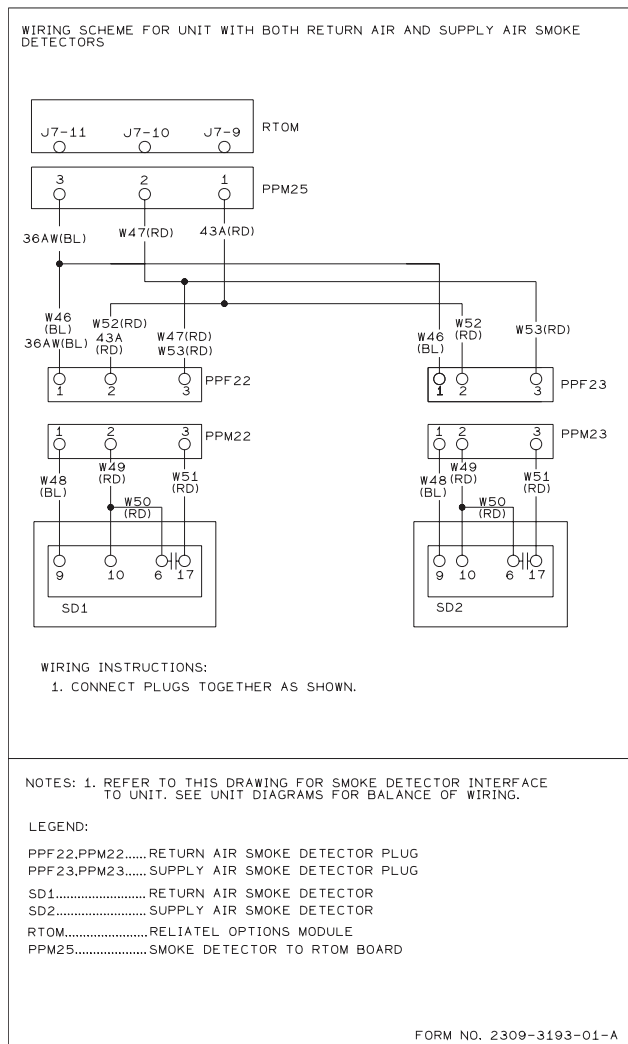 WIRING SCHEME FOR UNIT WITH BOTH RETURN AIR AND SUPPLY AIR SMOKE
DETECTORS
J7-11 J7-10 J7-9 RTOM
3 2 1 PPM25
36AW(BL) W47(RD) 43A(RD)
W46
(BL)
36AW(BL)
W52(RD)
43A
(RD)
W47(RD)
W53(RD)
W46
(BL)
W52
(RD)
W53(RD)
1 2 3 PPF22
1 2 3 PPF23
1 2 3 PPM22
1 2 3 PPM23
W48
(BL)
W49
(RD)
W50
(RD)
W51
(RD)
W48
(BL)
W49
(RD)
W50
(RD)
W51
(RD)
9 10 6 17
SD1
9 10 6 17
SD2
WIRING INSTRUCTIONS:
1. CONNECT PLUGS TOGETHER AS SHOWN.
NOTES: 1. REFER TO THIS DRAWING FOR SMOKE DETECTOR INTERFACE
TO UNIT. SEE UNIT DIAGRAMS FOR BALANCE OF WIRING.
LEGEND:
PPF22,PPM22...... RETURN AIR SMOKE DETECTOR PLUG
PPF23,PPM23...... SUPPLY AIR SMOKE DETECTOR PLUG
SD1........................ RETURN AIR SMOKE DETECTOR
SD2........................ SUPPLY AIR SMOKE DETECTOR
RTOM...................... RELIATEL OPTIONS MODULE
PPM25................... SMOKE DETECTOR TO RTOM BOARD
FORM NO. 2309-3193-01-A